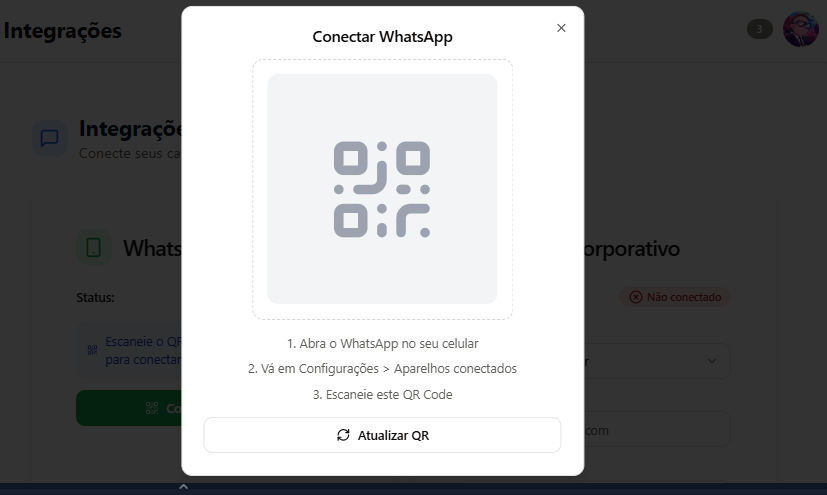 Integrações
3
Conectar WhatsApp
Integraçõe
Conecte seus ca
Whats
orporativo
Status:
Não conectado
Escaneie o QR
para conectar
Co
r
com
1. Abra o WhatsApp no seu celular
2. Vá em Configurações > Aparelhos conectados
3. Escaneie este QR Code
Atualizar QR